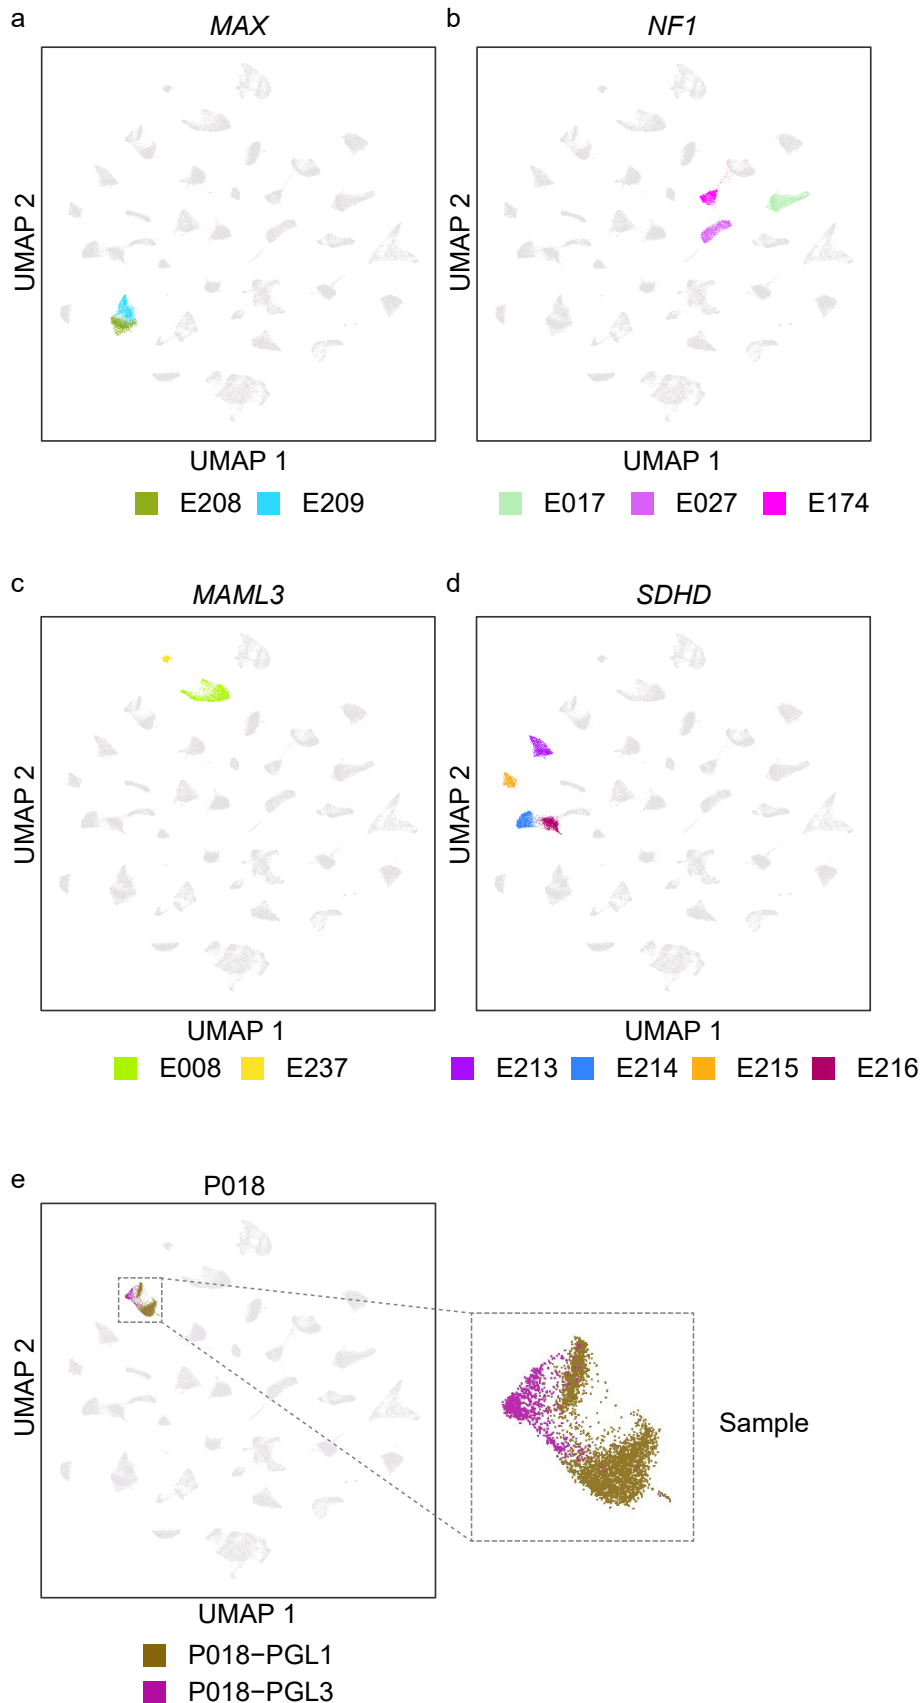 a
MAX
UMAP 2
UMAP 1
E208 E209
b
NF1
UMAP 2
UMAP 1
E017 E027 E174
c
MAML3
UMAP 2
UMAP 1
E008 E237
d
SDHD
UMAP 2
UMAP 1
E213 E214 E215 E216
e
P018
UMAP 2
UMAP 1
Sample
P018−PGL1
P018−PGL3